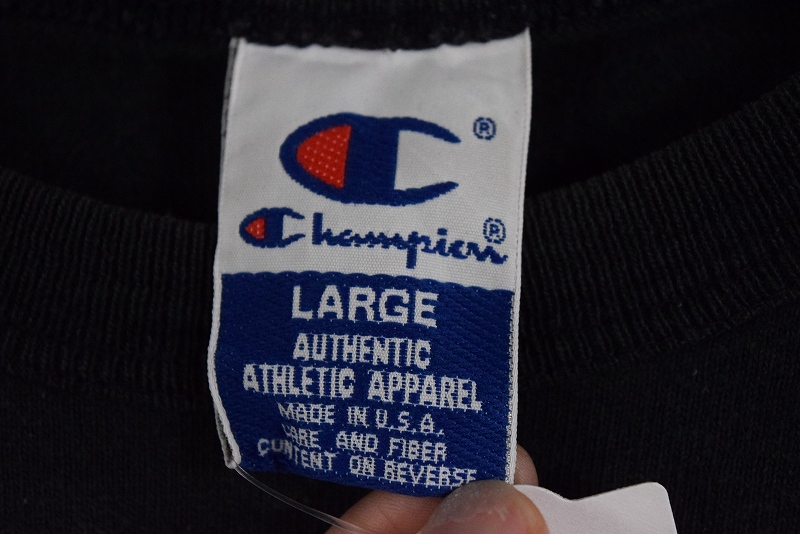 ®
Champion®
LARGE
AUTHENTIC
ATHLETIC APPAREL
MADE IN U.S.A.
CARE AND FIBER
CONTENT ON REVERSE